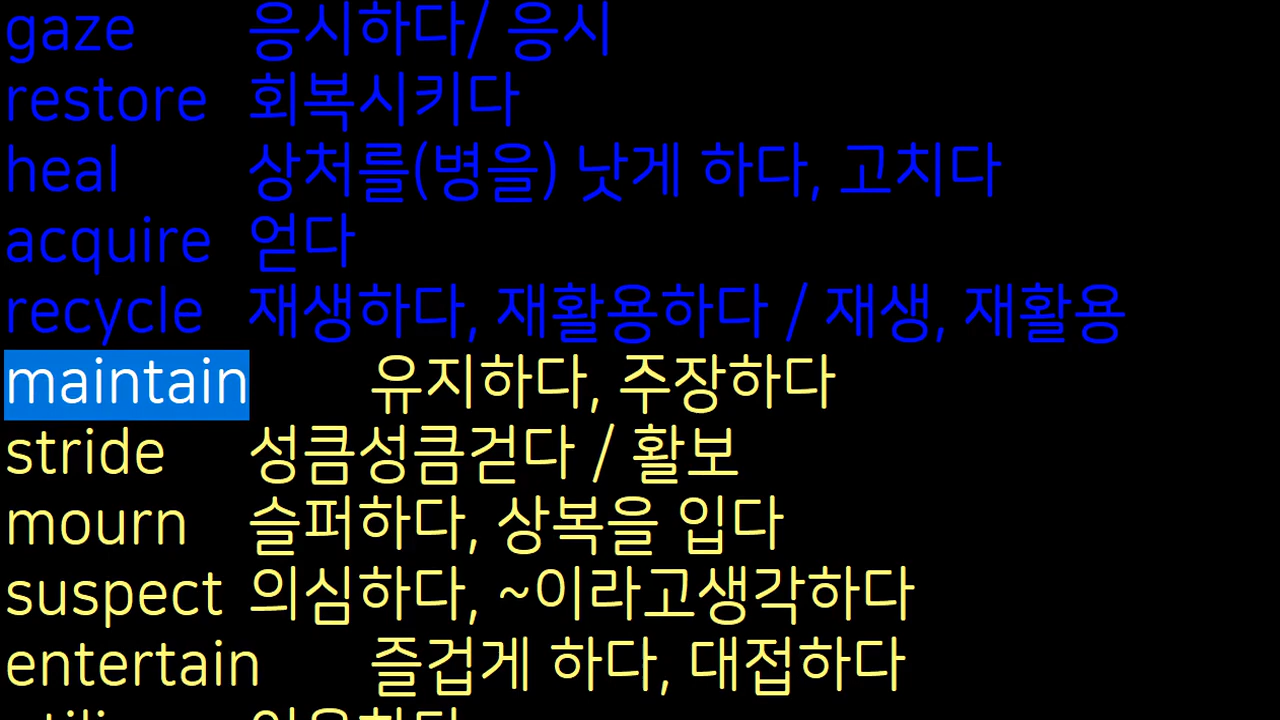 gaze 응시하다/ 응시
restore 회복시키다
heal 상처를(병을) 낫게 하다, 고치다
acquire 얻다
recycle 재생하다, 재활용하다 / 재생, 재활용
maintain 유지하다, 주장하다
stride 성큼성큼걷다 / 활보
mourn 슬퍼하다, 상복을 입다
suspect 의심하다, ~이라고생각하다
entertain 즐겁게 하다, 대접하다